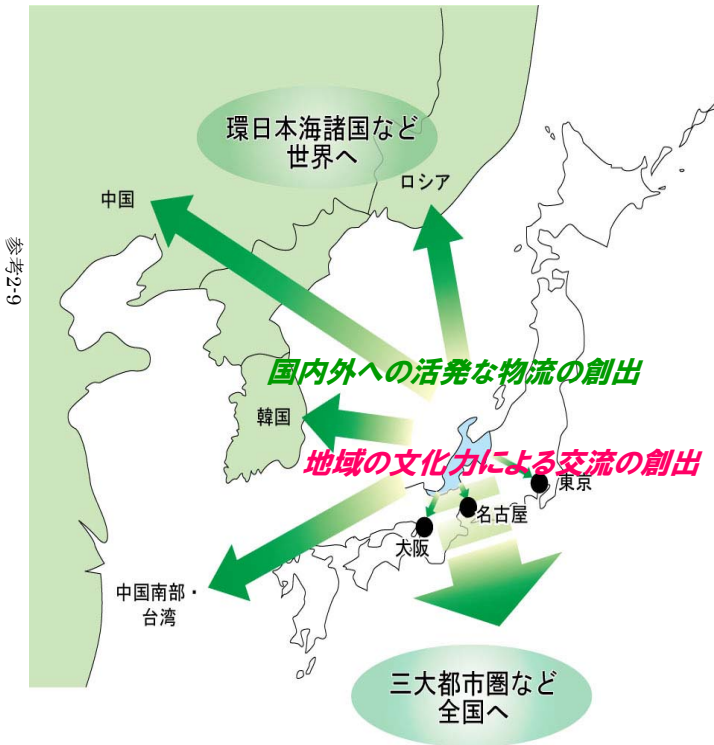 環日本海諸国など
世界へ
ロシア
中国
参考2-9
国内外への活発な物流の創出
韓国
地域の文化力による交流の創出
東京
名古屋
大阪
中国南部・
台湾
三大都市圏など
全国へ